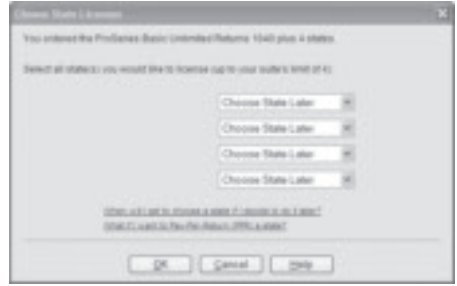 Choose State Licenses
You entered the ProSeries Basic Unlimited Returns 1040 plus 4 states.
Select all state(s) you would like to license (up to your suite's limit of 4):
Choose State Later
Choose State Later
Choose State Later
Choose State Later
When will I get to choose a state if I decide to do it later?
What if I want to Pay-Per-Return (PPR) a state?
OK
Cancel
Help